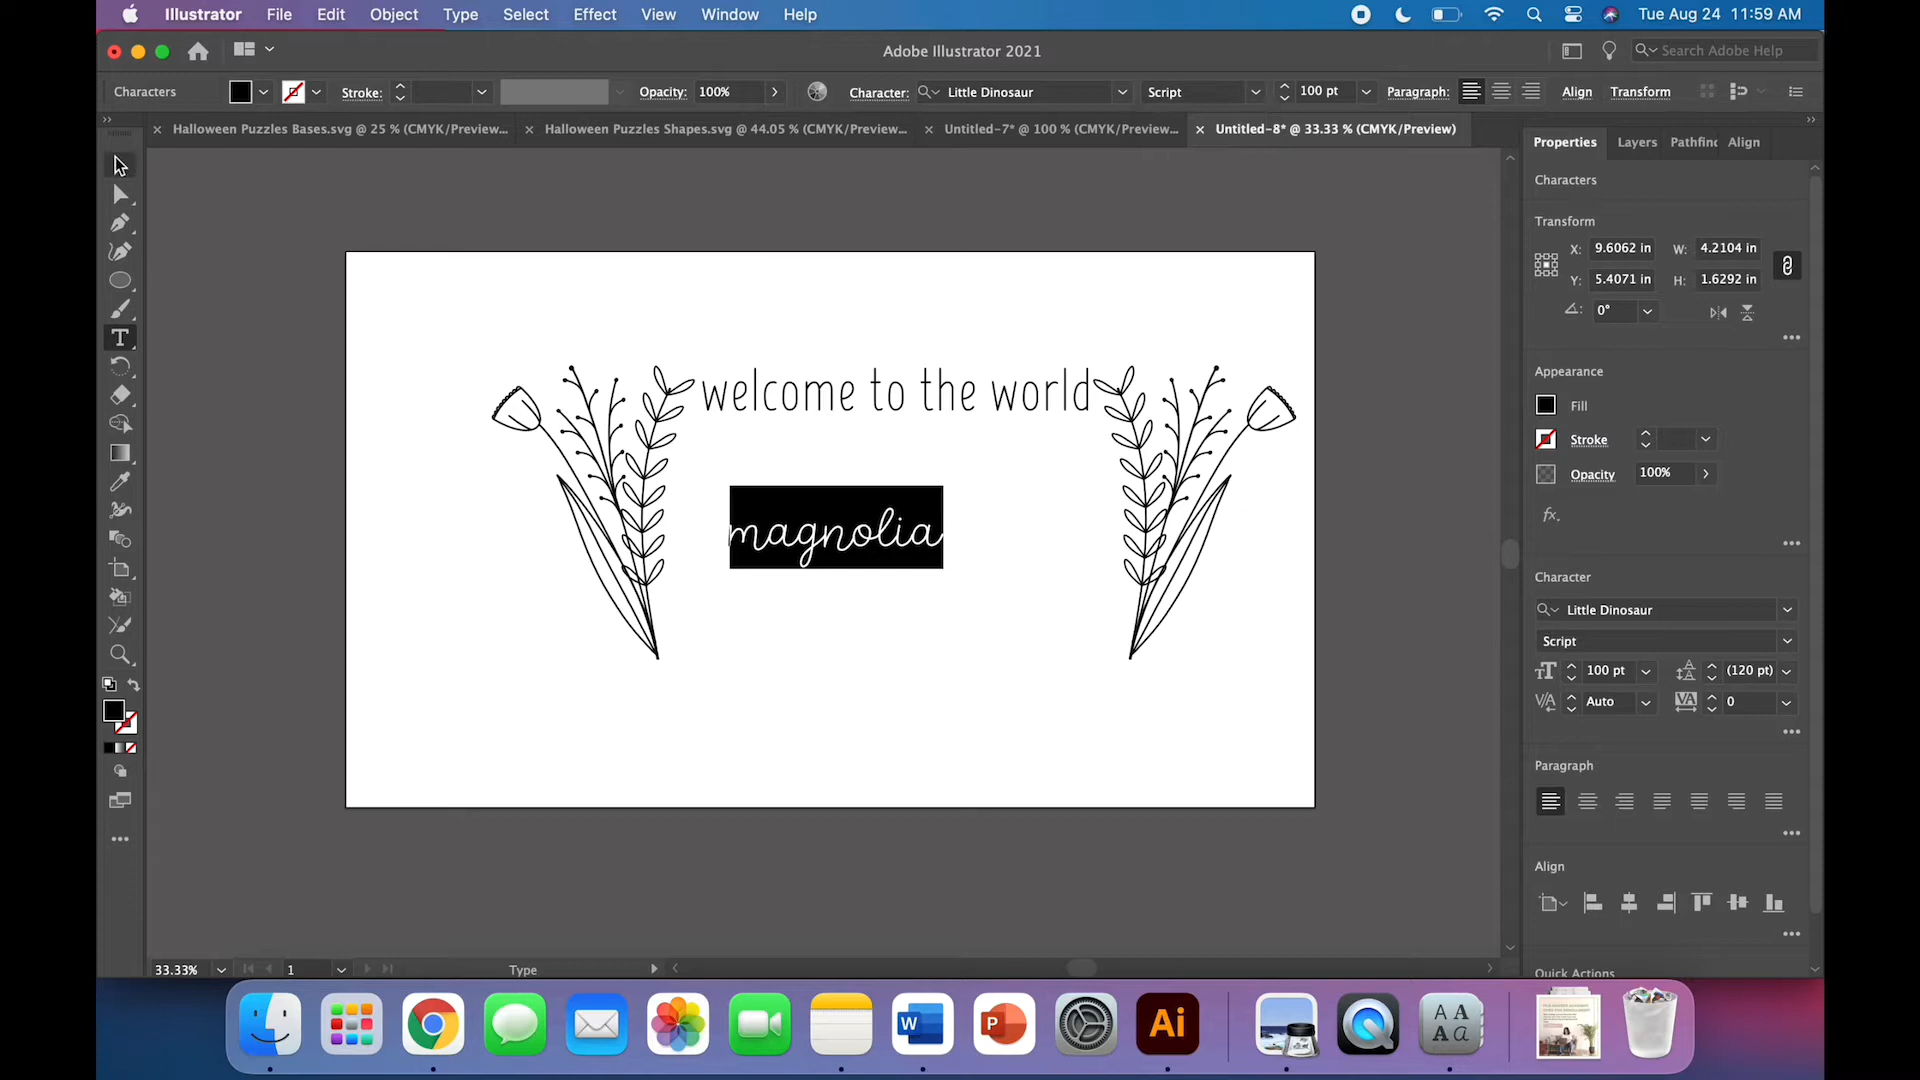 Illustrator File Edit Object Type Select Effect View Window Help Tue Aug 24 11:59 AM
Adobe Illustrator 2021 Search Adobe Help
Characters Stroke: Opacity: 100% Character: Little Dinosaur Script 100 pt Paragraph: Align Transform
Halloween Puzzles Bases.svg @ 25 % (CMYK/Preview... Halloween Puzzles Shapes.svg @ 44.05 % (CMYK/Preview... Untitled-7* @ 100 % (CMYK/Preview... Untitled-8* @ 33.33 % (CMYK/Preview)
Properties Layers Pathfinc Align
Characters
Transform
X: 9.6062 in W: 4.2104 in
Y: 5.4071 in H: 1.6292 in
0°
Appearance
Fill
Stroke
Opacity 100%
fx.
Character
Little Dinosaur
Script
100 pt (120 pt)
Auto 0
Paragraph
Align
Quick Actions
welcome to the world
magnolia
33.33% 1 Type
W P Ai
A A
A a